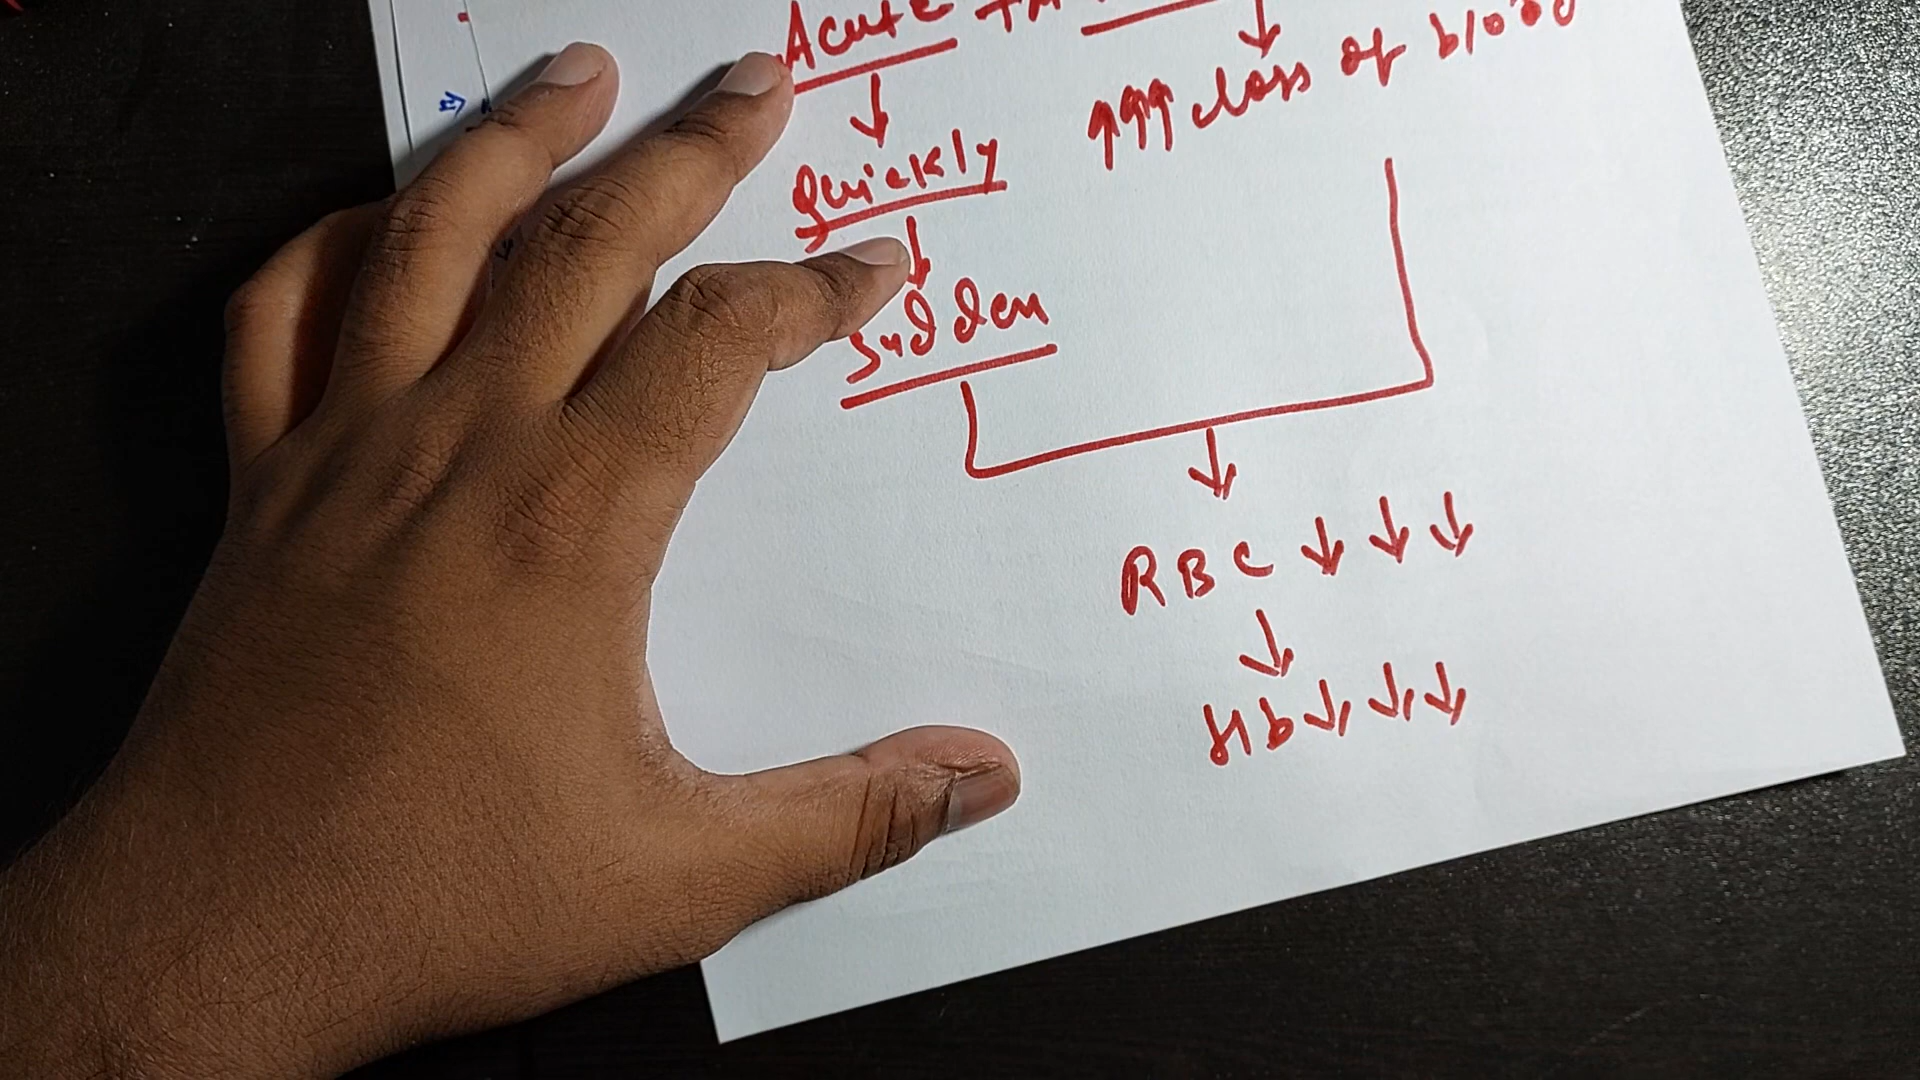 Acute +
↓ ↓
Quickly ↑↑↑ loss of blood
↓
Sudden
↓
RBC ↓ ↓ ↓
↓
Hb ↓ ↓ ↓